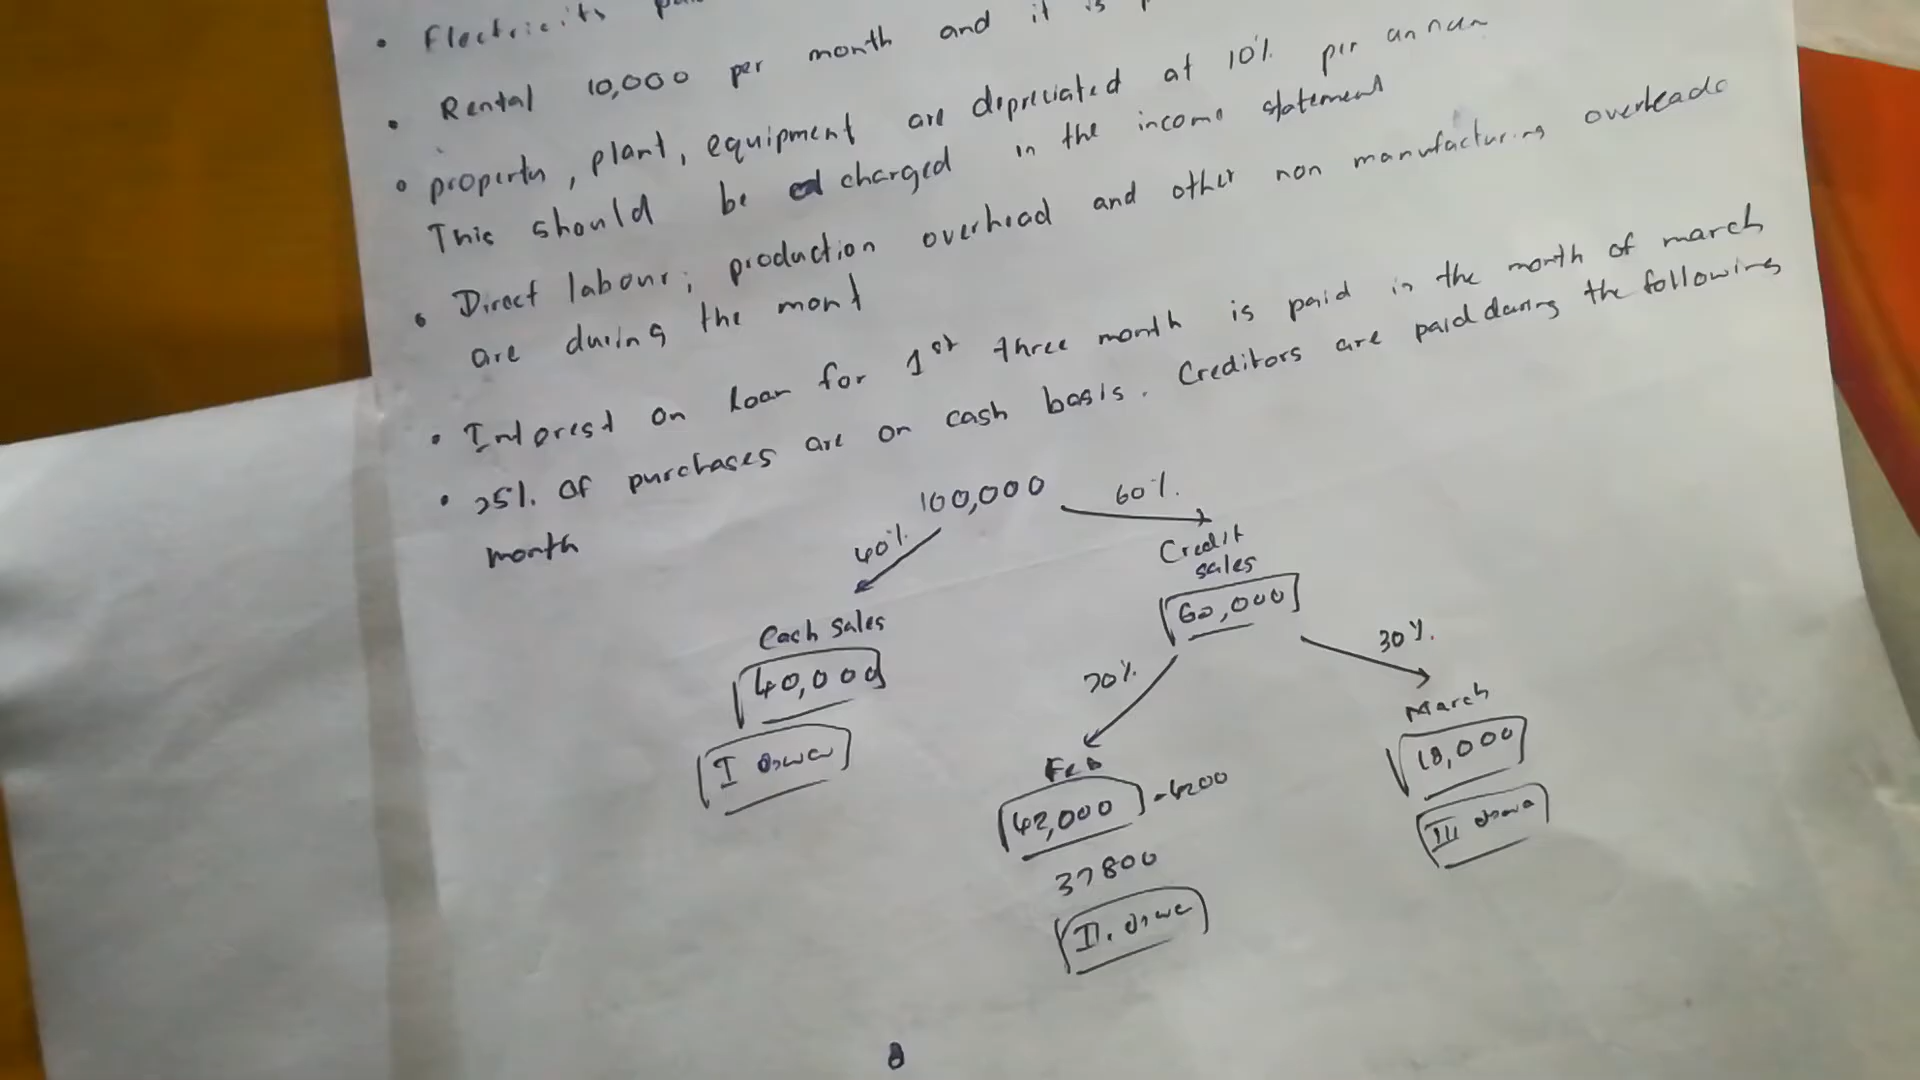 • Electricity
• Rental 10,000 per month and it is
• property, plant, equipment are depreciated at 10% per annum
This should be charged in the income statement
• Direct labour; production overhead and other non manufacturing overheads
are during the mont
• Interest on loan for 1st three month is paid in the month of march
• 25% of purchases are on cash basis. Creditors are paid during the following
month
100,000
40% 60%
Credit
sales
Cash sales 60,000
40,000 70% 30%
I
Feb March
42,000 - 4200 18,000
37800 III
II.